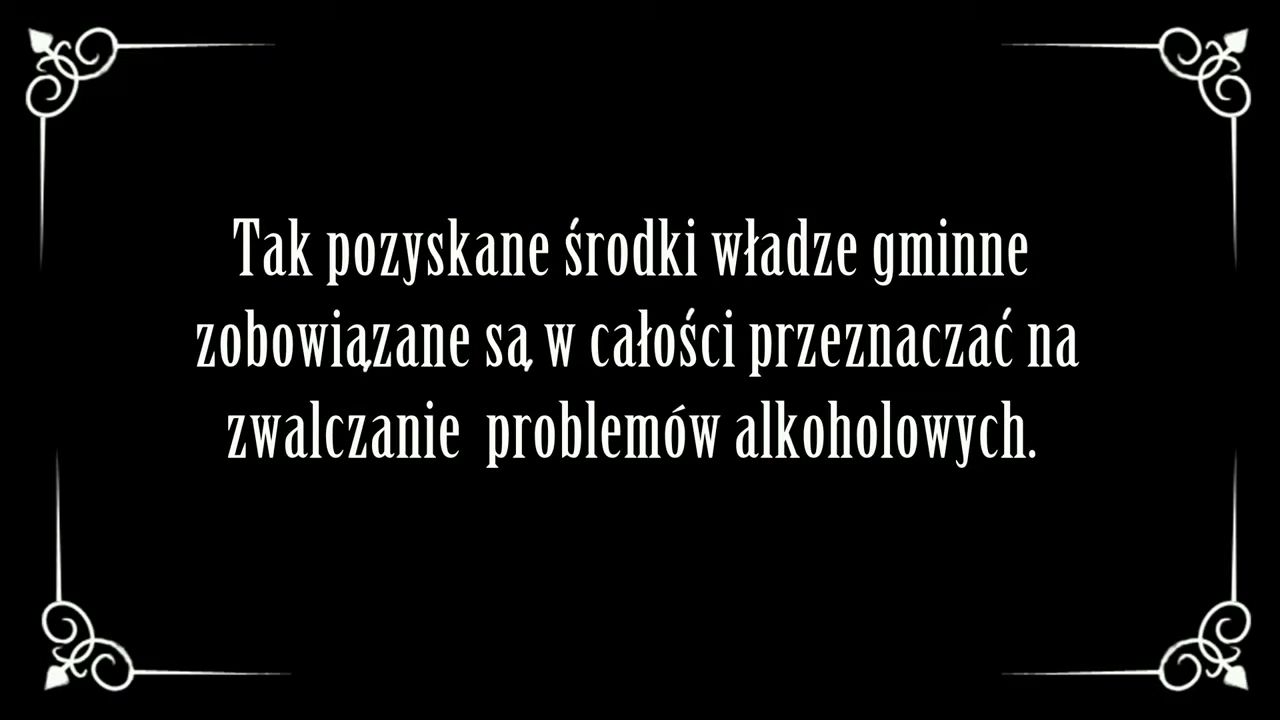 Tak pozyskane środki władze gminne
zobowiązane są w całości przeznaczać na
zwalczanie  problemów alkoholowych.